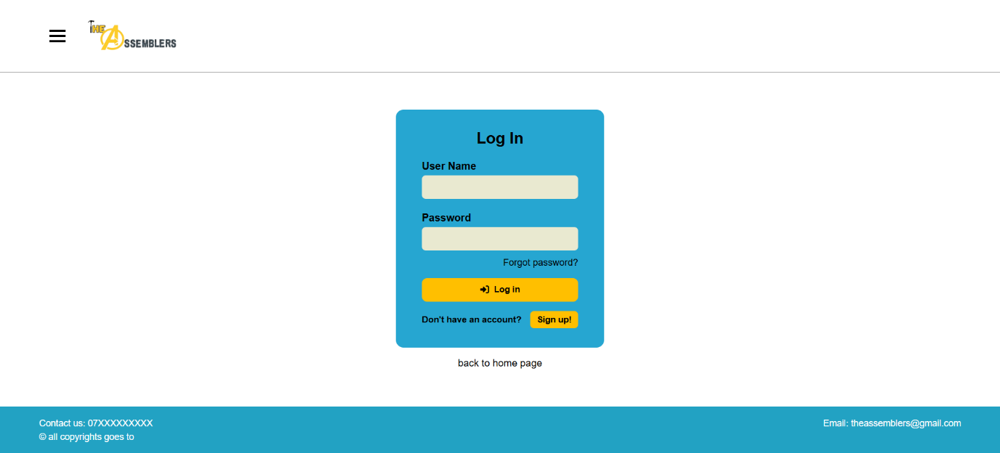 THE ASSEMBLERS
Log In
User Name
Password
Forgot password?
Log in
Don't have an account? Sign up!
back to home page
Contact us: 07XXXXXXXXX Email: theassemblers@gmail.com
© all copyrights goes to